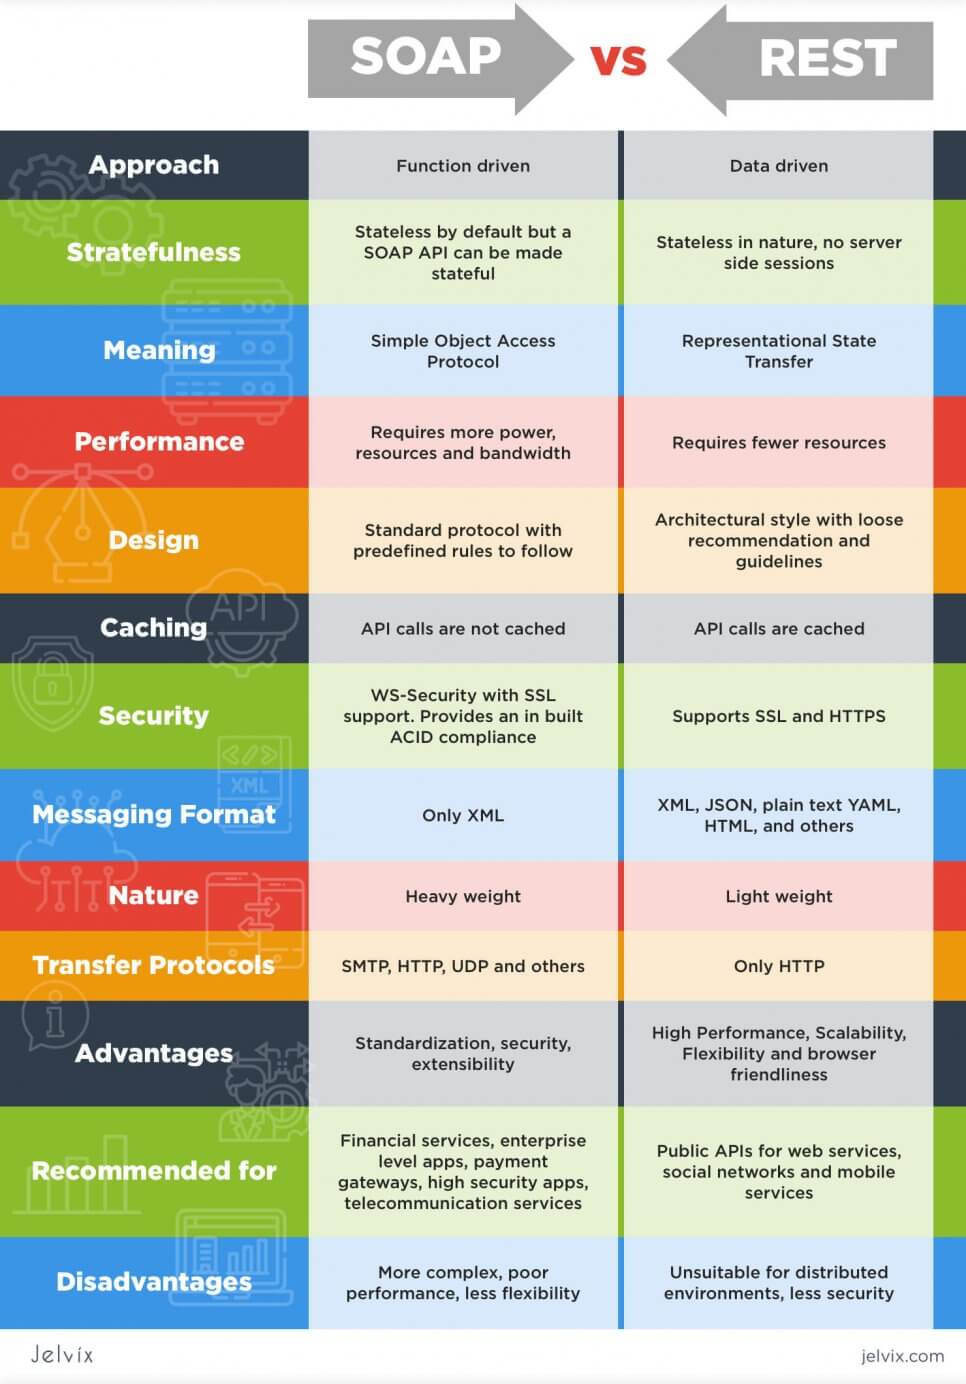 SOAP vs REST
Approach
Function driven
Data driven
Stratefulness
Stateless by default but a
SOAP API can be made
stateful
Stateless in nature, no server
side sessions
Meaning
Simple Object Access
Protocol
Representational State
Transfer
Performance
Requires more power,
resources and bandwidth
Requires fewer resources
Design
Standard protocol with
predefined rules to follow
Architectural style with loose
recommendation and
guidelines
API
Caching
API calls are not cached
API calls are cached
Security
WS-Security with SSL
support. Provides an in built
ACID compliance
Supports SSL and HTTPS
XML
Messaging Format
Only XML
XML, JSON, plain text YAML,
HTML, and others
Nature
Heavy weight
Light weight
Transfer Protocols
SMTP, HTTP, UDP and others
Only HTTP
Advantages
Standardization, security,
extensibility
High Performance, Scalability,
Flexibility and browser
friendliness
Recommended for
Financial services, enterprise
level apps, payment
gateways, high security apps,
telecommunication services
Public APIs for web services,
social networks and mobile
services
Disadvantages
More complex, poor
performance, less flexibility
Unsuitable for distributed
environments, less security
Jelvix
jelvix.com